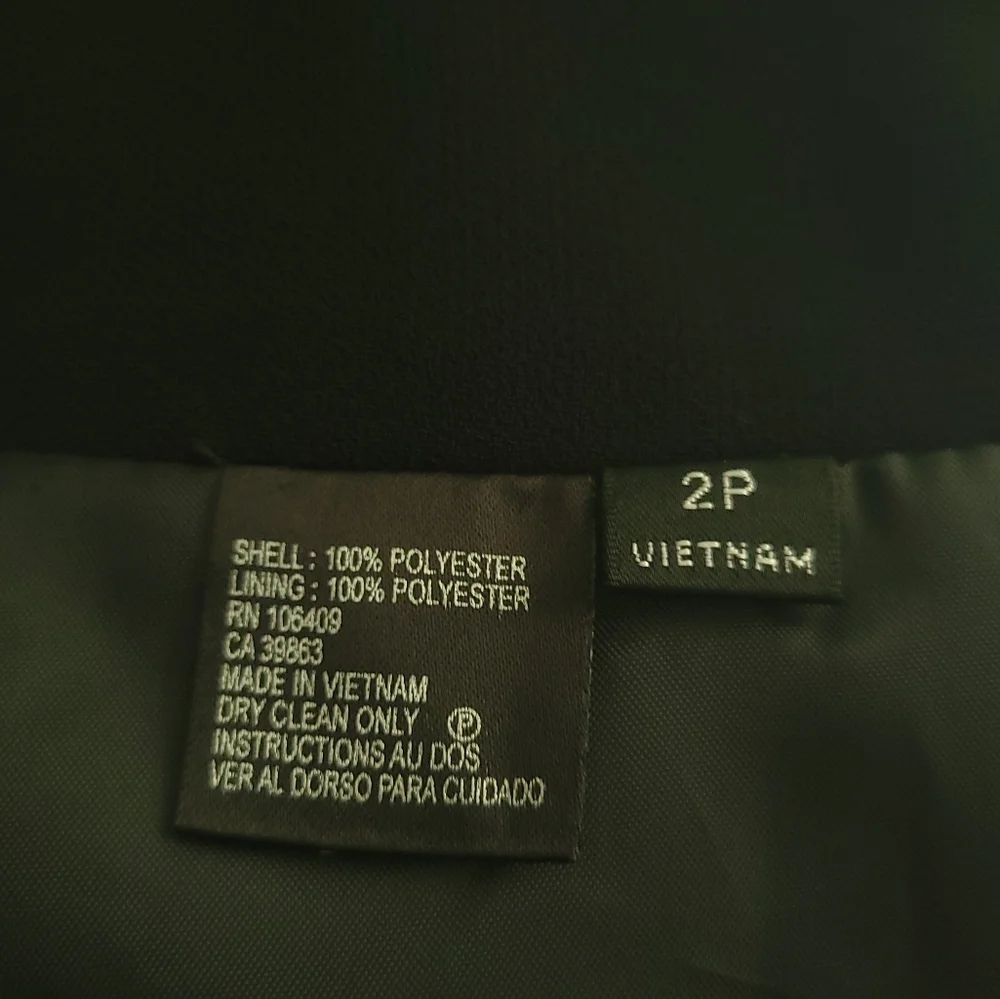 SHELL : 100% POLYESTER
LINING : 100% POLYESTER
RN 106409
CA 39863
MADE IN VIETNAM
DRY CLEAN ONLY Ⓟ
INSTRUCTIONS AU DOS
VER AL DORSO PARA CUIDADO
2P
VIETNAM